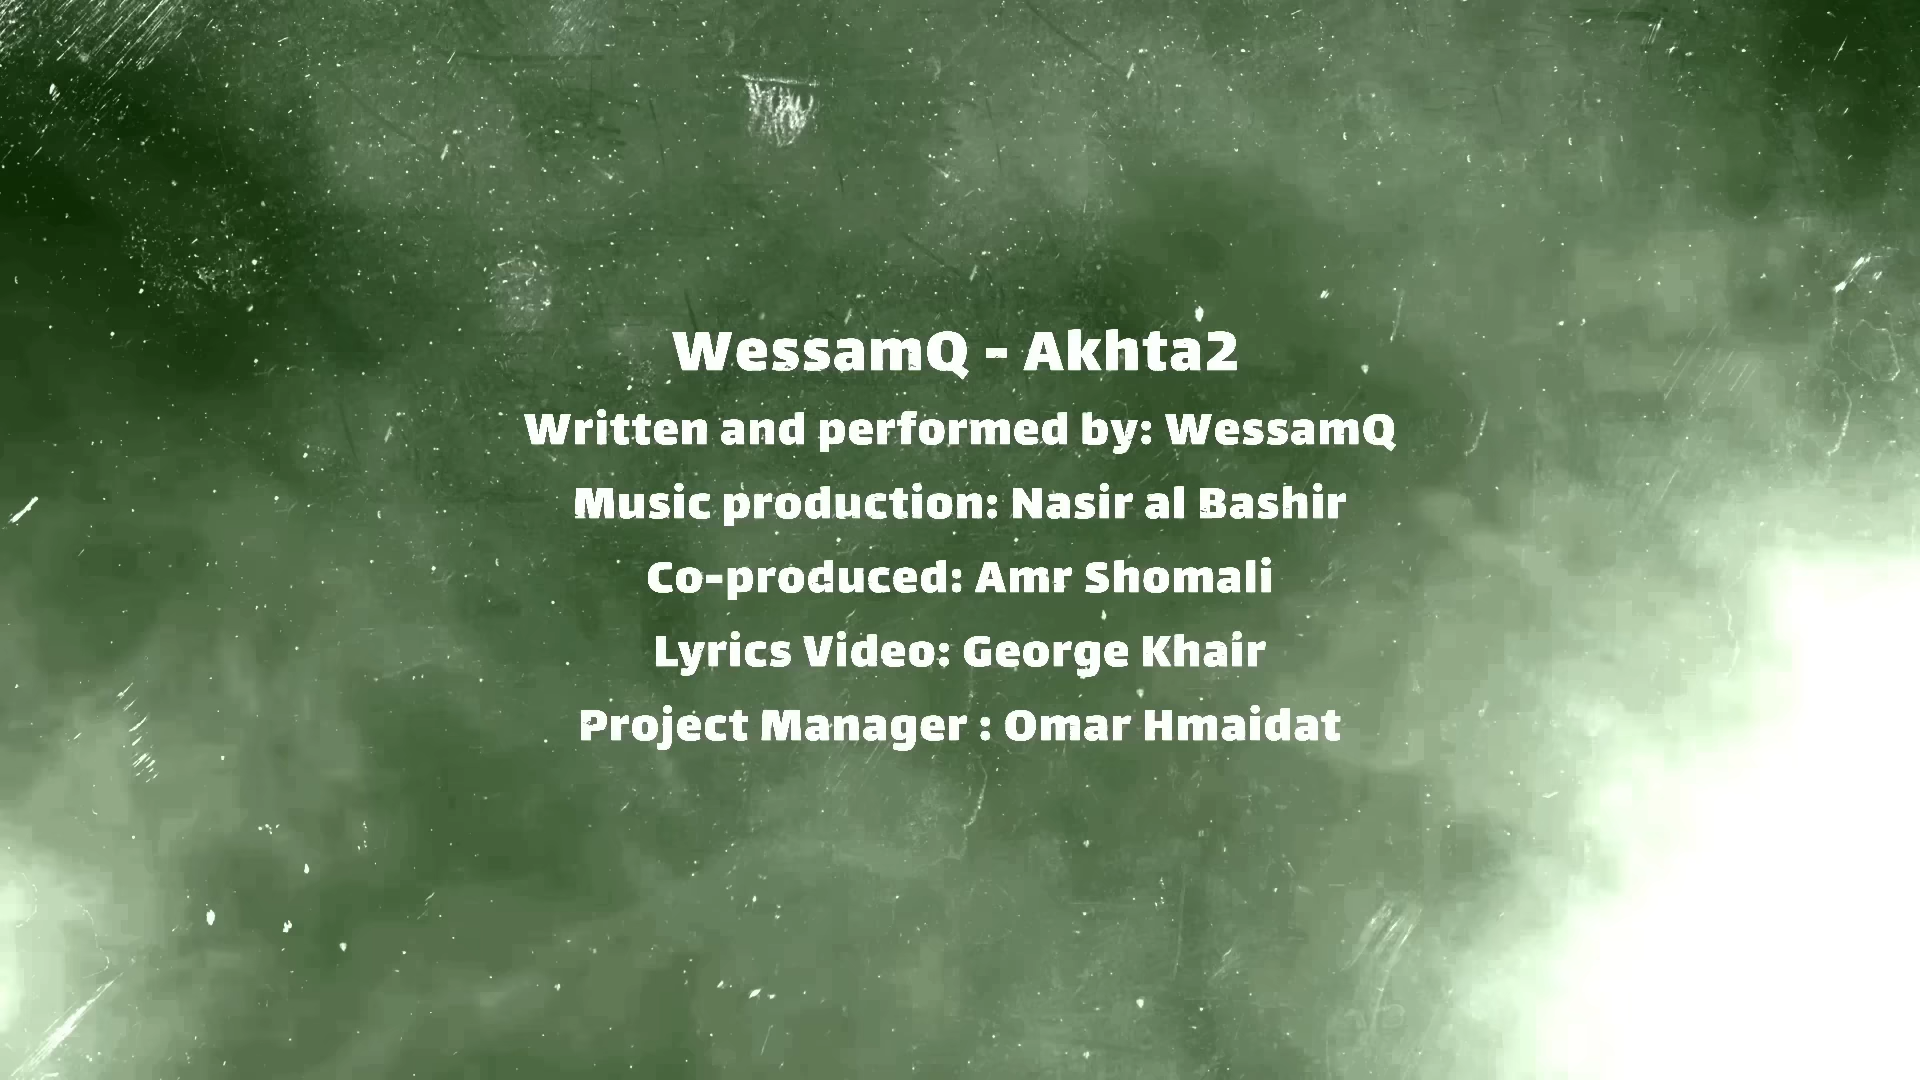 WessamQ - Akhta2
Written and performed by: WessamQ
Music production: Nasir al Bashir
Co-produced: Amr Shomali
Lyrics Video: George Khair
Project Manager : Omar Hmaidat